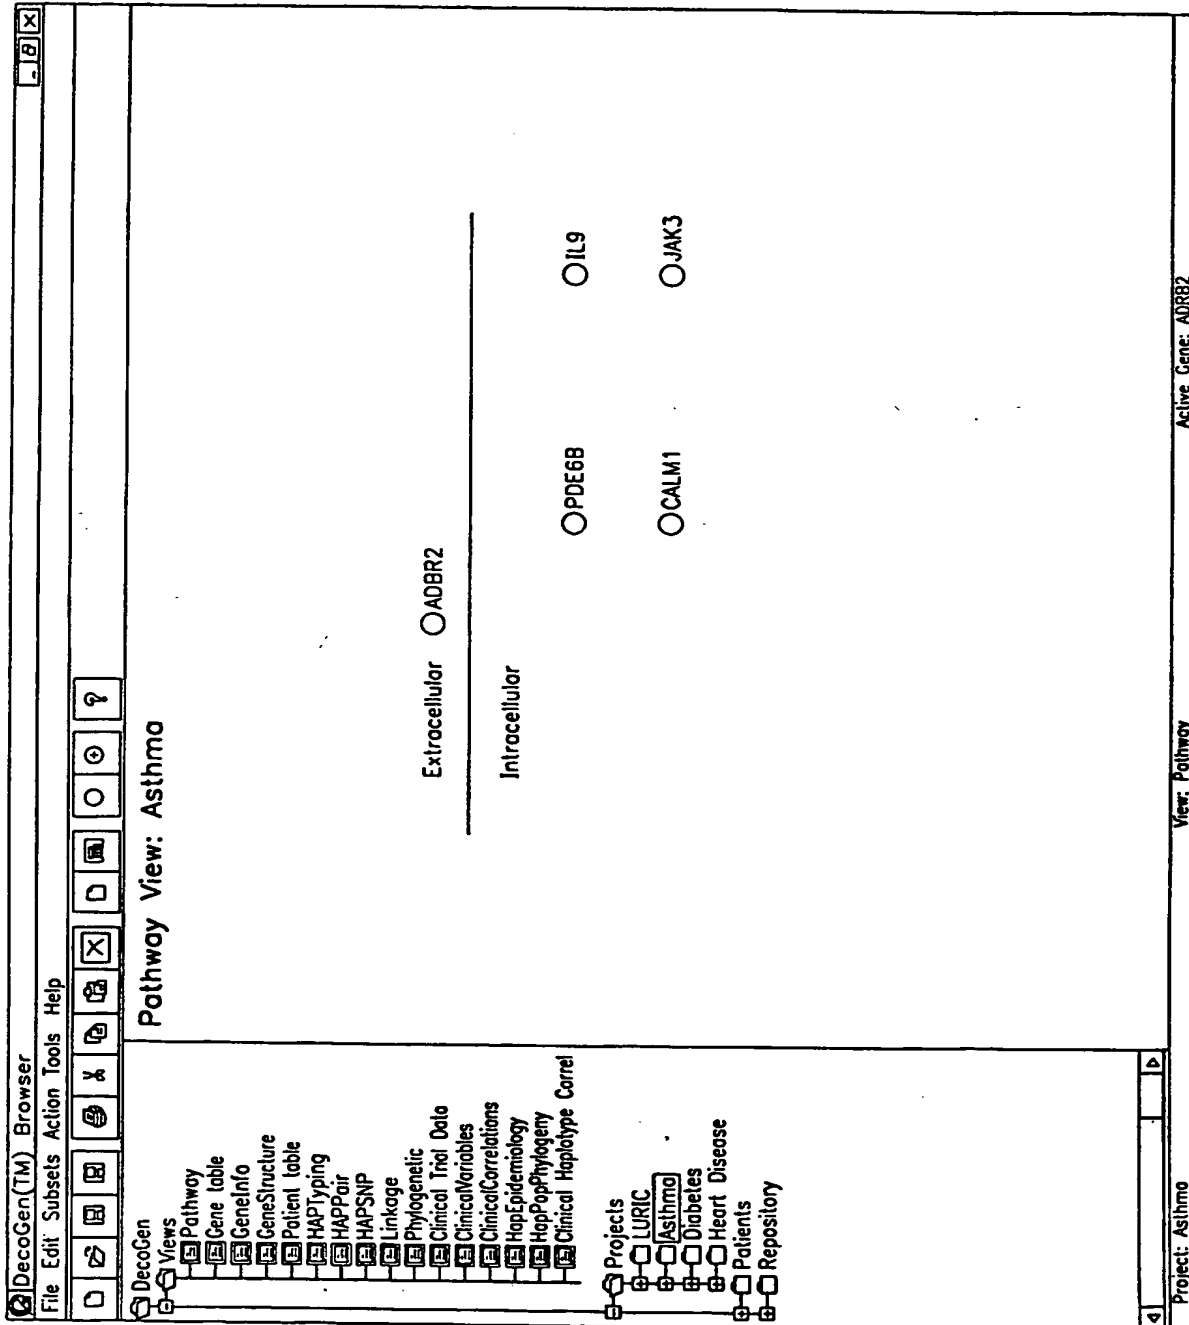 DecoGen(TM) Browser
File Edit Subsets Action Tools Help
DecoGen
Views
Pathway
Gene table
GeneInfo
GeneStructure
Patient table
HAPTyping
HAPPair
HAPSNP
Linkage
Phylogenetic
Clinical Trial Data
ClinicalVariables
ClinicalCorrelations
HapEpidemiology
HapPopPhylogeny
Clinical Haplotype Correl
Projects
LURIC
Asthma
Diabetes
Heart Disease
Patients
Repository
Pathway View: Asthma
Extracellular ADBR2
Intracellular
PDE6B IL9
CALM1 JAK3
Project: Asthma View: Pathway Active Gene: ADRB2